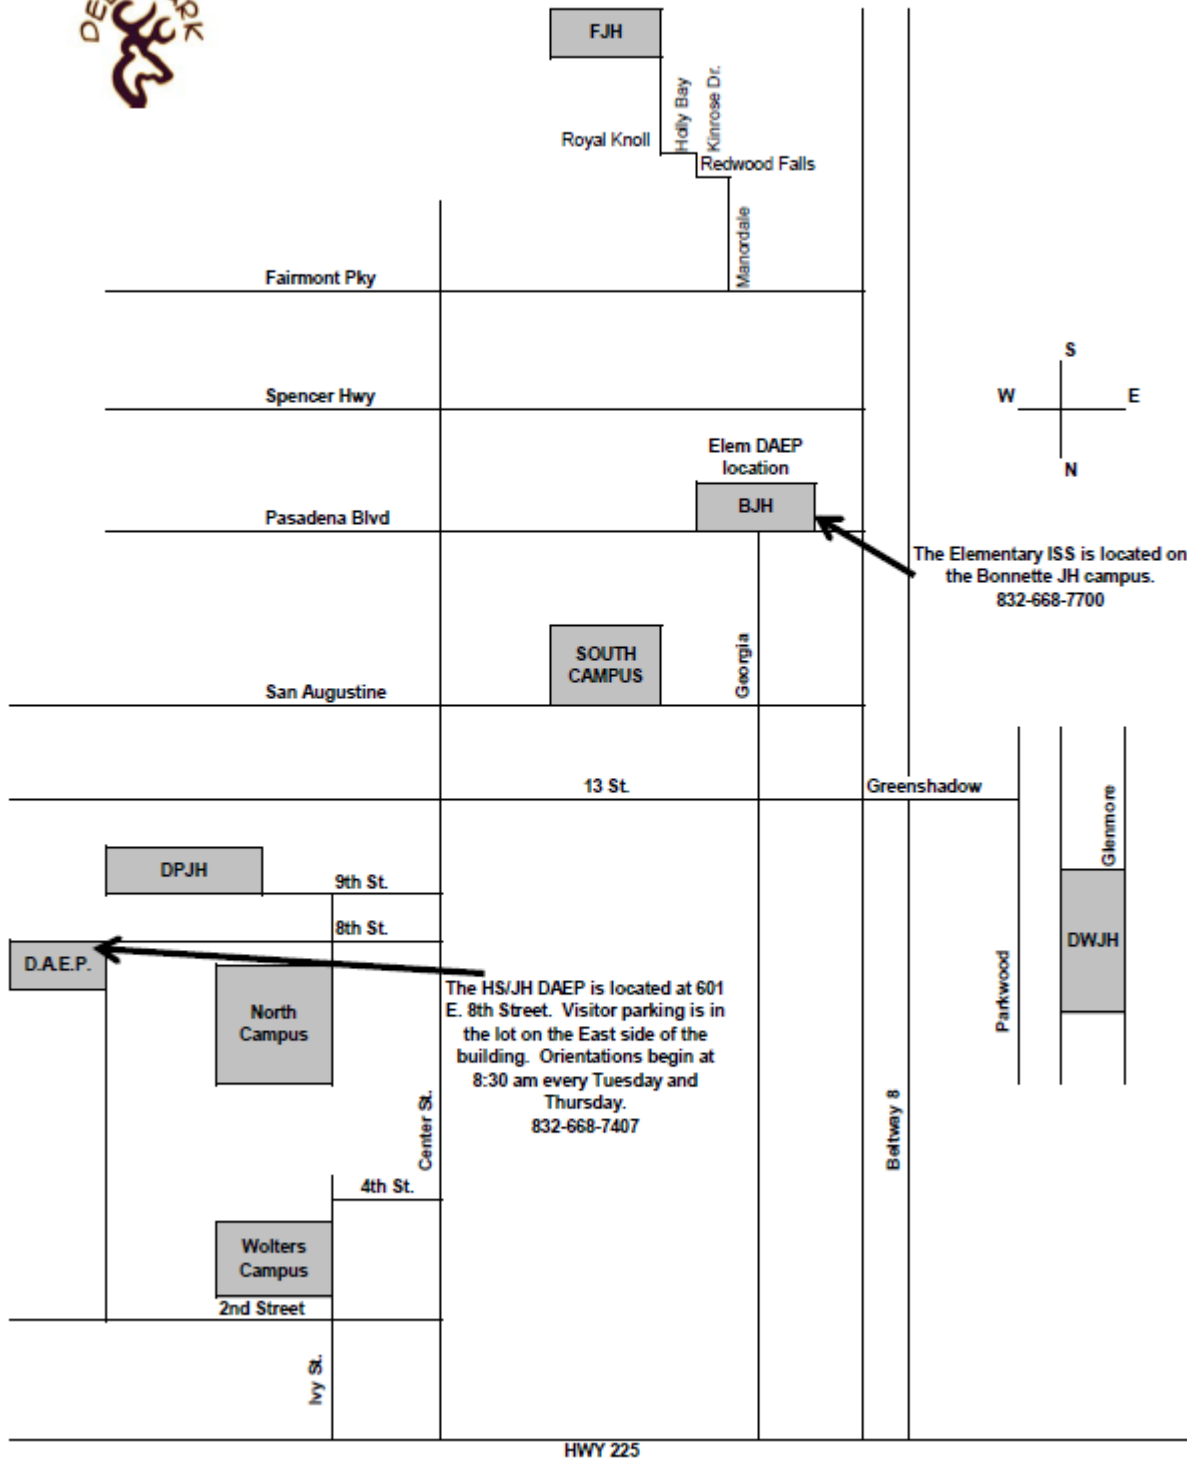 FJH
Holly Bay
Kinrose Dr.
Royal Knoll
Redwood Falls
Manordale
Fairmont Pky
S
W
E
N
Spencer Hwy
Elem DAEP
location
BJH
Pasadena Blvd
The Elementary ISS is located on
the Bonnette JH campus.
832-668-7700
SOUTH
CAMPUS
Georgia
San Augustine
13 St.
Greenshadow
Glenmore
DPJH
9th St.
8th St.
D.A.E.P.
DWJH
Parkwood
North
Campus
The HS/JH DAEP is located at 601
E. 8th Street. Visitor parking is in
the lot on the East side of the
building. Orientations begin at
8:30 am every Tuesday and
Thursday.
832-668-7407
Center St.
Beltway 8
4th St.
Wolters
Campus
2nd Street
Ivy St.
HWY 225